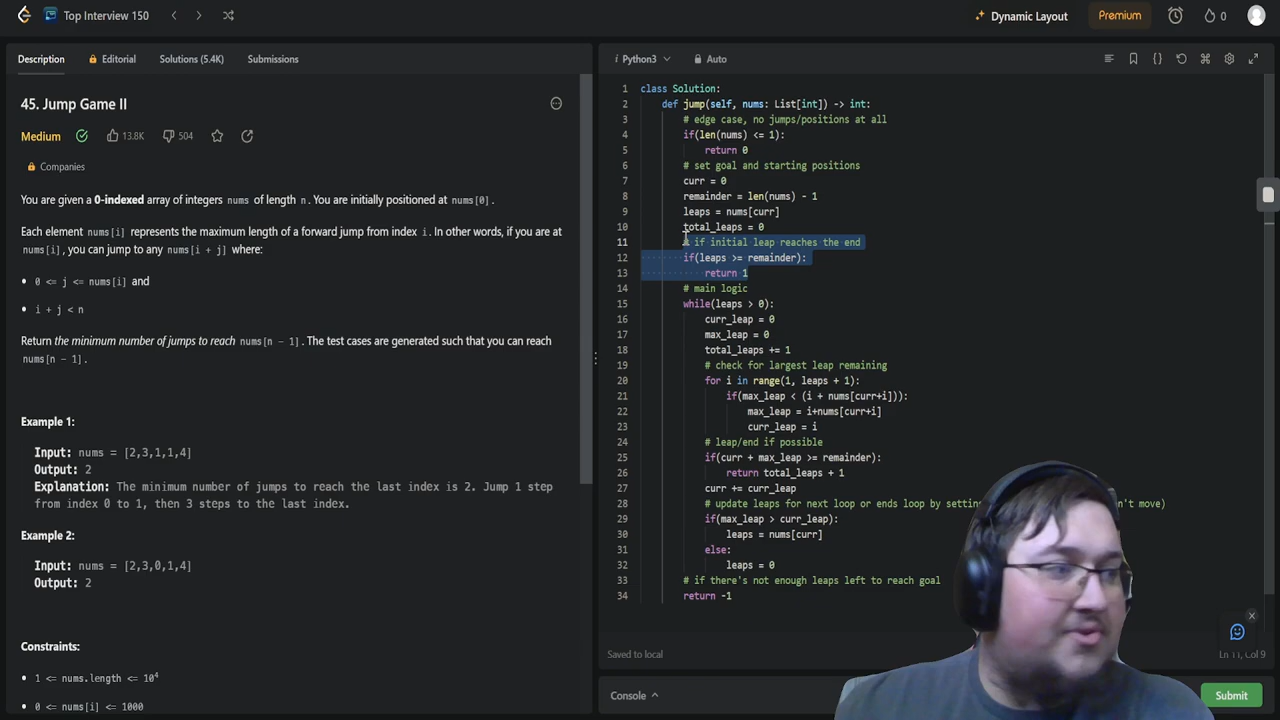 Top Interview 150
Dynamic Layout
Premium
0
Description
Editorial
Solutions (5.4K)
Submissions
45. Jump Game II
Medium
13.8K
504
Companies
You are given a 0-indexed array of integers nums of length n. You are initially positioned at nums[0].
Each element nums[i] represents the maximum length of a forward jump from index i. In other words, if you are at
nums[i], you can jump to any nums[i + j] where:
• 0 <= j <= nums[i] and
• i + j < n
Return the minimum number of jumps to reach nums[n - 1]. The test cases are generated such that you can reach
nums[n - 1].
Example 1:
Input: nums = [2,3,1,1,4]
Output: 2
Explanation: The minimum number of jumps to reach the last index is 2. Jump 1 step
from index 0 to 1, then 3 steps to the last index.
Example 2:
Input: nums = [2,3,0,1,4]
Output: 2
Constraints:
• 1 <= nums.length <= 10⁴
• 0 <= nums[i] <= 1000
i Python3
Auto
1 class Solution:
2 def jump(self, nums: List[int]) -> int:
3 # edge case, no jumps/positions at all
4 if(len(nums) <= 1):
5 return 0
6 # set goal and starting positions
7 curr = 0
8 remainder = len(nums) - 1
9 leaps = nums[curr]
10 total_leaps = 0
11 # if initial leap reaches the end
12 if(leaps >= remainder):
13 return 1
14 # main logic
15 while(leaps > 0):
16 curr_leap = 0
17 max_leap = 0
18 total_leaps += 1
19 # check for largest leap remaining
20 for i in range(1, leaps + 1):
21 if(max_leap < (i + nums[curr+i])):
22 max_leap = i+nums[curr+i]
23 curr_leap = i
24 # leap/end if possible
25 if(curr + max_leap >= remainder):
26 return total_leaps + 1
27 curr += curr_leap
28 # update leaps for next loop or ends loop by settin n't move)
29 if(max_leap > curr_leap):
30 leaps = nums[curr]
31 else:
32 leaps = 0
33 # if there's not enough leaps left to reach goal
34 return -1
Saved to local
Ln 11, Col 9
Console
Submit